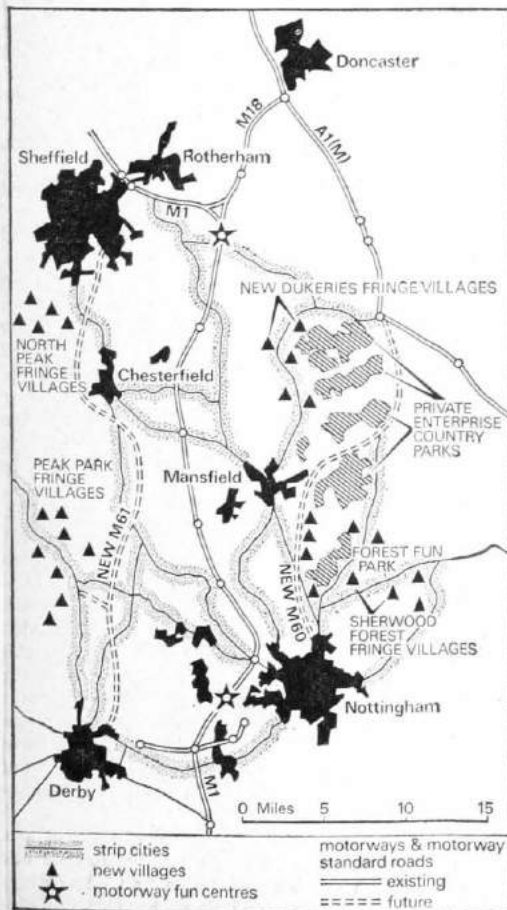 Doncaster
M18
A1(M)
Sheffield
Rotherham
M1
NEW DUKERIES FRINGE VILLAGES
NORTH
PEAK
FRINGE
VILLAGES
Chesterfield
PRIVATE
ENTERPRISE
COUNTRY
PARKS
PEAK PARK
FRINGE
VILLAGES
Mansfield
NEW M61
FOREST FUN
PARK
NEW M60
SHERWOOD
FOREST
FRINGE VILLAGES
Nottingham
Derby
M1
0 Miles 5 10 15
strip cities
new villages
motorway fun centres
motorways & motorway
standard roads
existing
future